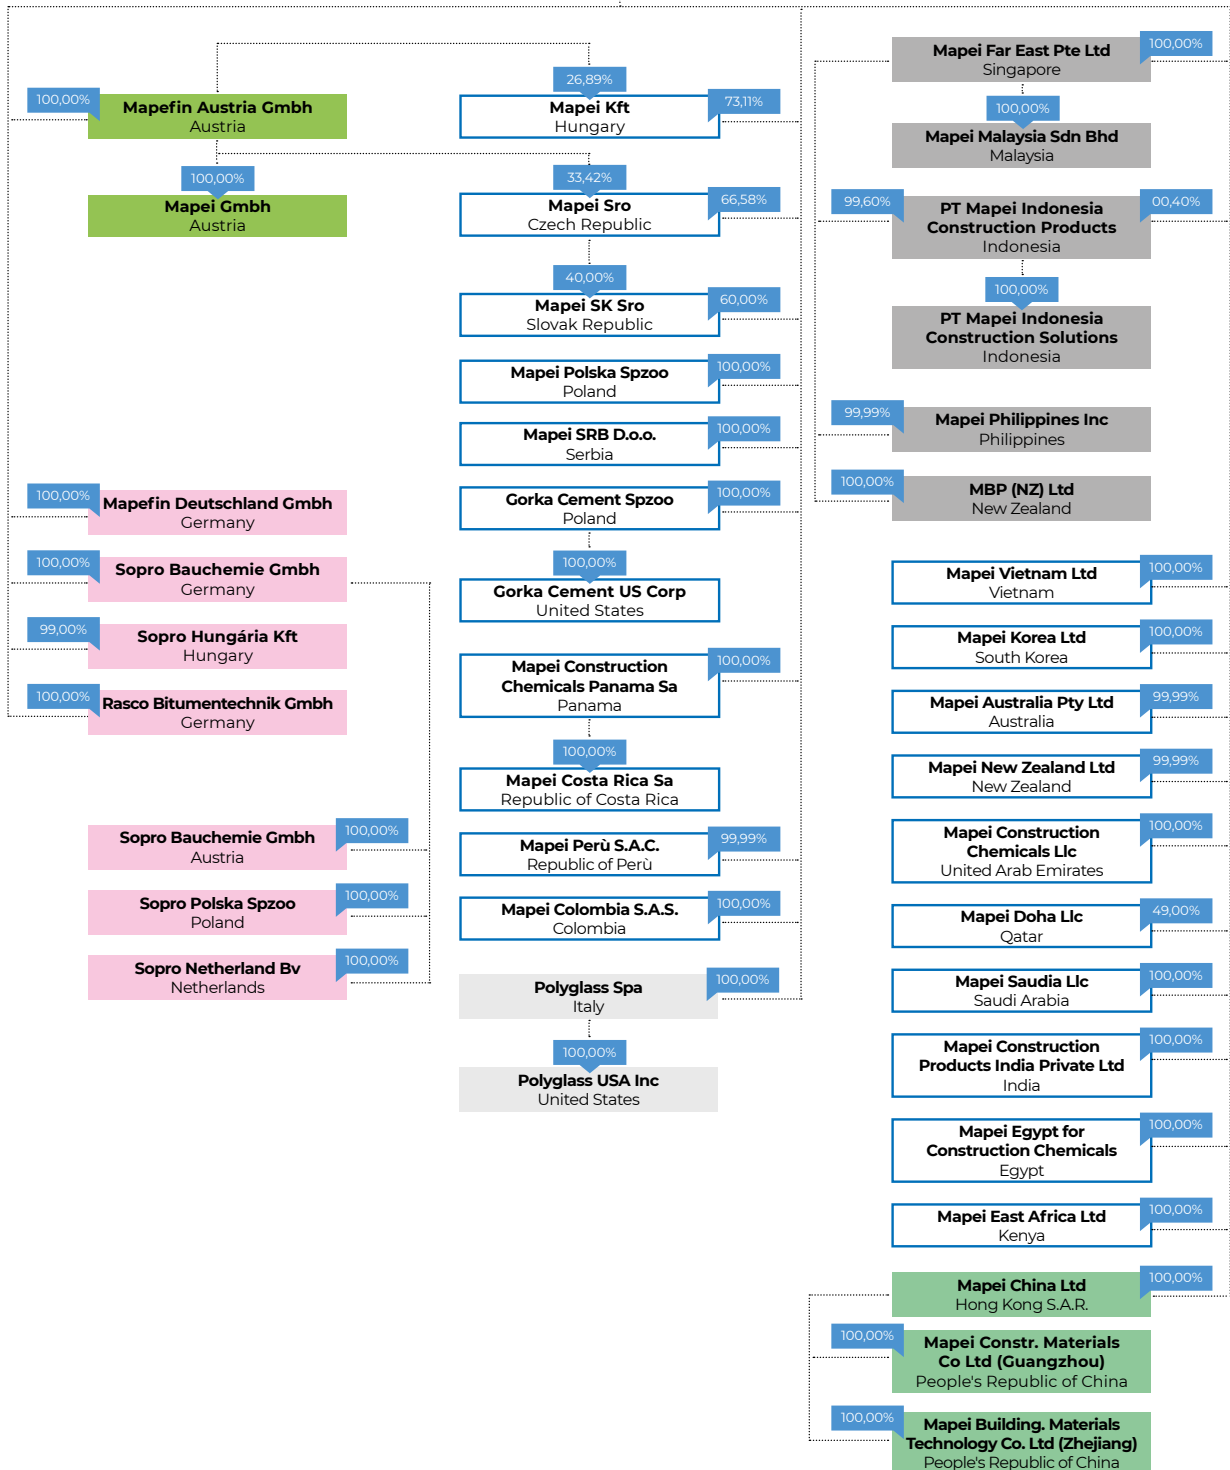 100,00%
Mapefin Austria Gmbh
Austria
100,00%
Mapei Gmbh
Austria
100,00%
Mapefin Deutschland Gmbh
Germany
100,00%
Sopro Bauchemie Gmbh
Germany
99,00%
Sopro Hungária Kft
Hungary
100,00%
Rasco Bitumentechnik Gmbh
Germany
100,00%
Sopro Bauchemie Gmbh
Austria
100,00%
Sopro Polska Spzoo
Poland
100,00%
Sopro Netherland Bv
Netherlands
26,89%
73,11%
Mapei Kft
Hungary
33,42%
66,58%
Mapei Sro
Czech Republic
40,00%
60,00%
Mapei SK Sro
Slovak Republic
100,00%
Mapei Polska Spzoo
Poland
100,00%
Mapei SRB D.o.o.
Serbia
100,00%
Gorka Cement Spzoo
Poland
100,00%
Gorka Cement US Corp
United States
100,00%
Mapei Construction
Chemicals Panama Sa
Panama
100,00%
Mapei Costa Rica Sa
Republic of Costa Rica
99,99%
Mapei Perù S.A.C.
Republic of Perù
100,00%
Mapei Colombia S.A.S.
Colombia
100,00%
Polyglass Spa
Italy
100,00%
Polyglass USA Inc
United States
100,00%
Mapei Far East Pte Ltd
Singapore
100,00%
Mapei Malaysia Sdn Bhd
Malaysia
99,60%
00,40%
PT Mapei Indonesia
Construction Products
Indonesia
100,00%
PT Mapei Indonesia
Construction Solutions
Indonesia
99,99%
Mapei Philippines Inc
Philippines
100,00%
MBP (NZ) Ltd
New Zealand
100,00%
Mapei Vietnam Ltd
Vietnam
100,00%
Mapei Korea Ltd
South Korea
99,99%
Mapei Australia Pty Ltd
Australia
99,99%
Mapei New Zealand Ltd
New Zealand
100,00%
Mapei Construction
Chemicals Llc
United Arab Emirates
49,00%
Mapei Doha Llc
Qatar
100,00%
Mapei Saudia Llc
Saudi Arabia
100,00%
Mapei Construction
Products India Private Ltd
India
100,00%
Mapei Egypt for
Construction Chemicals
Egypt
100,00%
Mapei East Africa Ltd
Kenya
100,00%
Mapei China Ltd
Hong Kong S.A.R.
100,00%
Mapei Constr. Materials
Co Ltd (Guangzhou)
People's Republic of China
100,00%
Mapei Building. Materials
Technology Co. Ltd (Zhejiang)
People's Republic of China